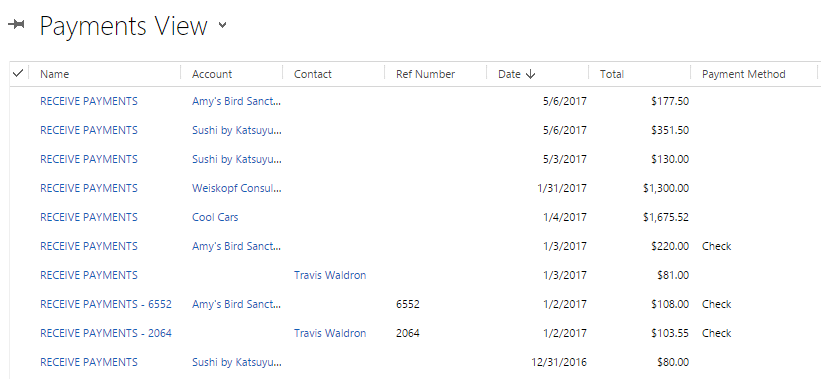 Payments View
Name Account Contact Ref Number Date ↓ Total Payment Method
RECEIVE PAYMENTS Amy's Bird Sanct... 5/6/2017 $177.50
RECEIVE PAYMENTS Sushi by Katsuyu... 5/6/2017 $351.50
RECEIVE PAYMENTS Sushi by Katsuyu... 5/3/2017 $130.00
RECEIVE PAYMENTS Weiskopf Consul... 1/31/2017 $1,300.00
RECEIVE PAYMENTS Cool Cars 1/4/2017 $1,675.52
RECEIVE PAYMENTS Amy's Bird Sanct... 1/3/2017 $220.00 Check
RECEIVE PAYMENTS Travis Waldron 1/3/2017 $81.00
RECEIVE PAYMENTS - 6552 Amy's Bird Sanct... 6552 1/2/2017 $108.00 Check
RECEIVE PAYMENTS - 2064 Travis Waldron 2064 1/2/2017 $103.55 Check
RECEIVE PAYMENTS Sushi by Katsuyu... 12/31/2016 $80.00